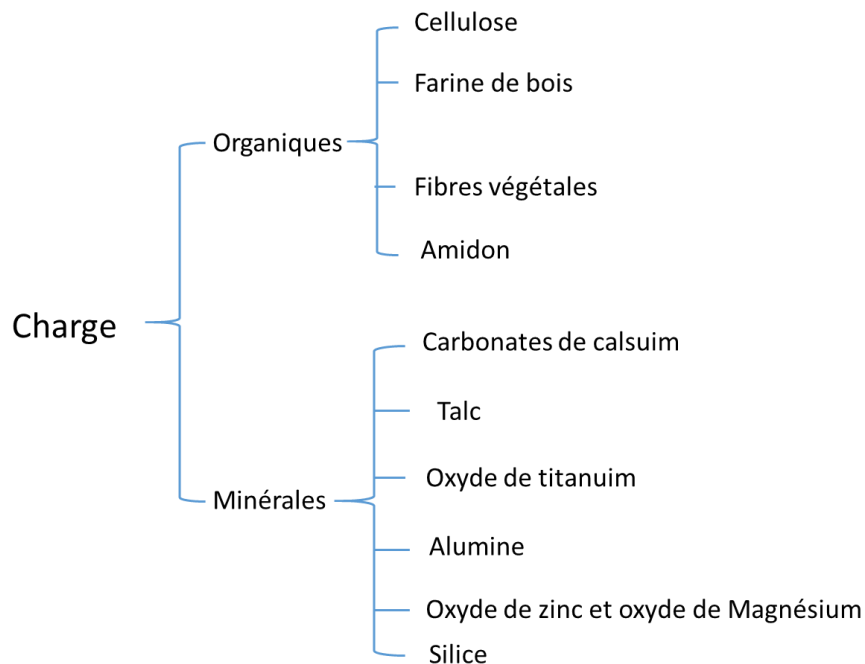 Cellulose
Farine de bois
Organiques
Fibres végétales
Amidon
Charge
Carbonates de calsuim
Talc
Oxyde de titanuim
Minérales
Alumine
Oxyde de zinc et oxyde de Magnésium
Silice